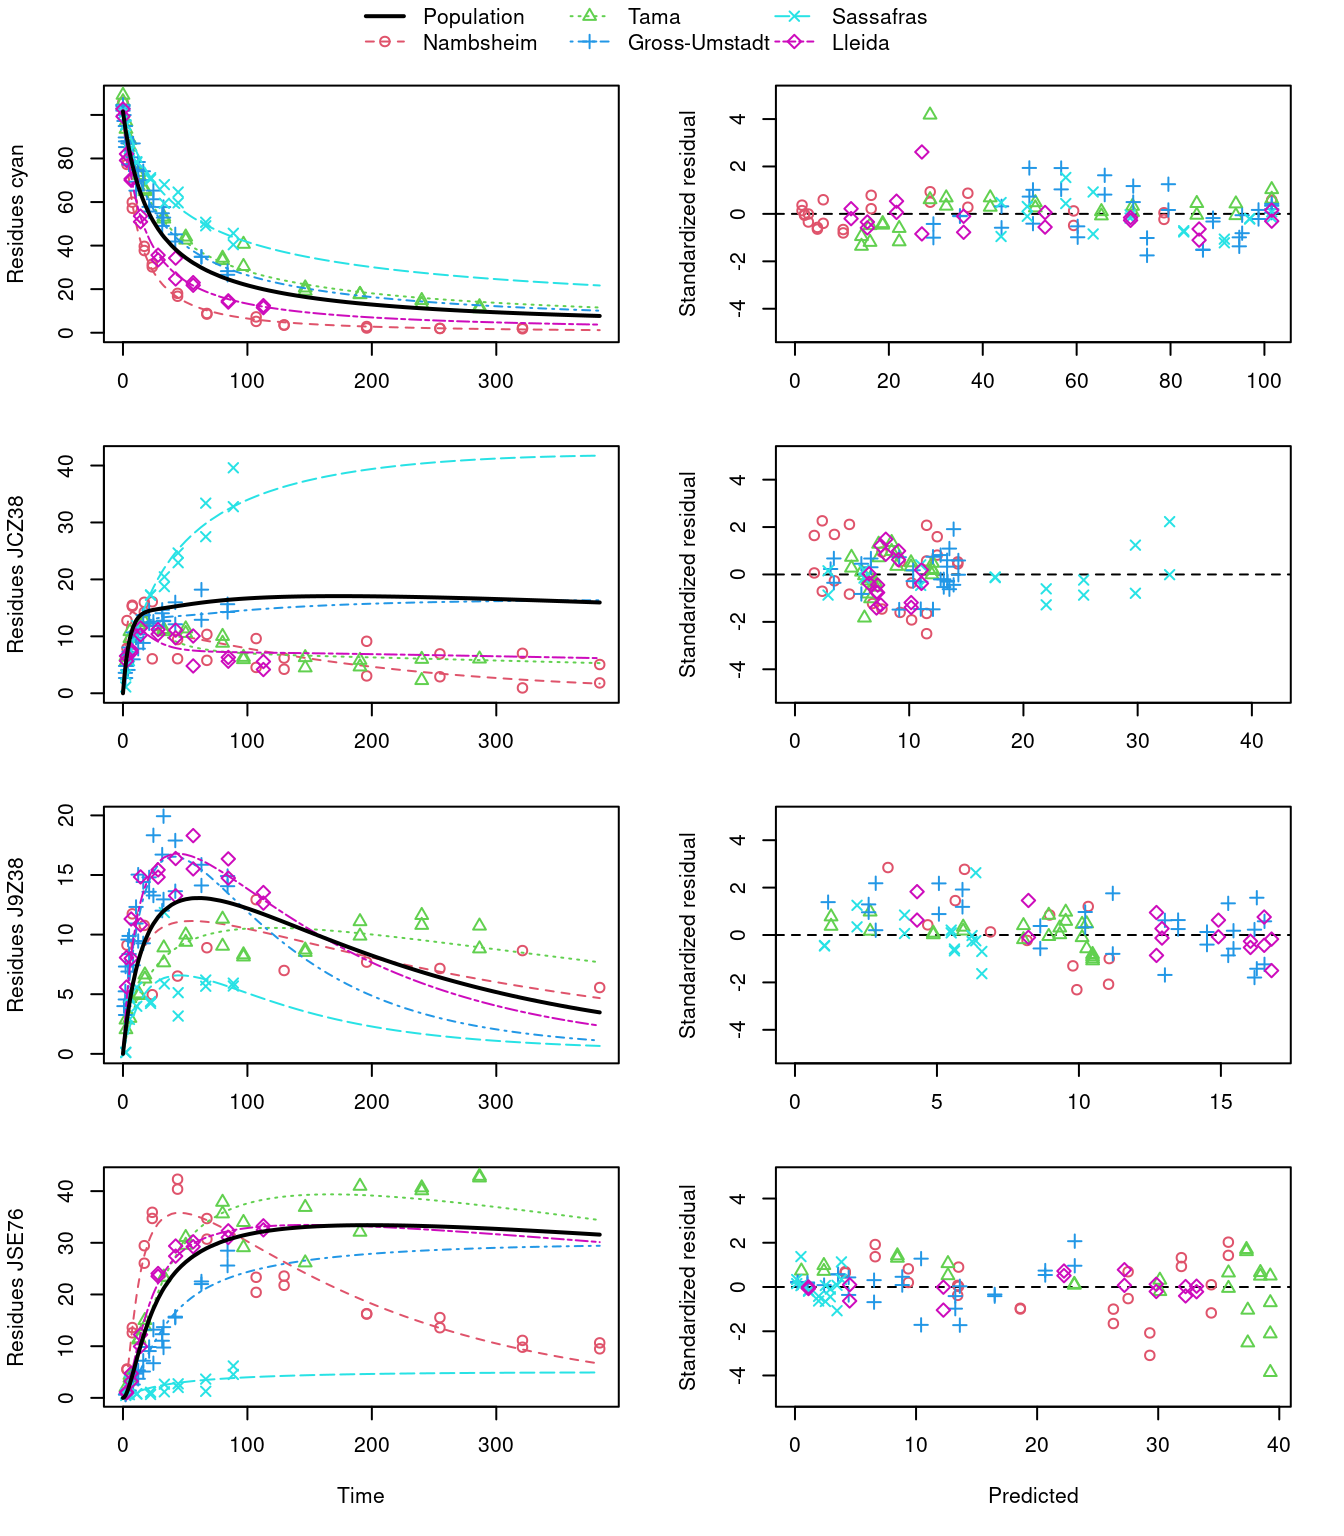 Population Tama Sassafras
Nambsheim Gross-Umstadt Lleida
Residues cyan
0 20 40 60 80
0 100 200 300
Standardized residual
-4 -2 0 2 4
0 20 40 60 80 100
Residues JCZ38
0 10 20 30 40
0 100 200 300
Standardized residual
-4 -2 0 2 4
0 10 20 30 40
Residues J9Z38
0 5 10 15 20
0 100 200 300
Standardized residual
-4 -2 0 2 4
0 5 10 15
Residues JSE76
0 10 20 30 40
0 100 200 300
Time
Standardized residual
-4 -2 0 2 4
0 10 20 30 40
Predicted